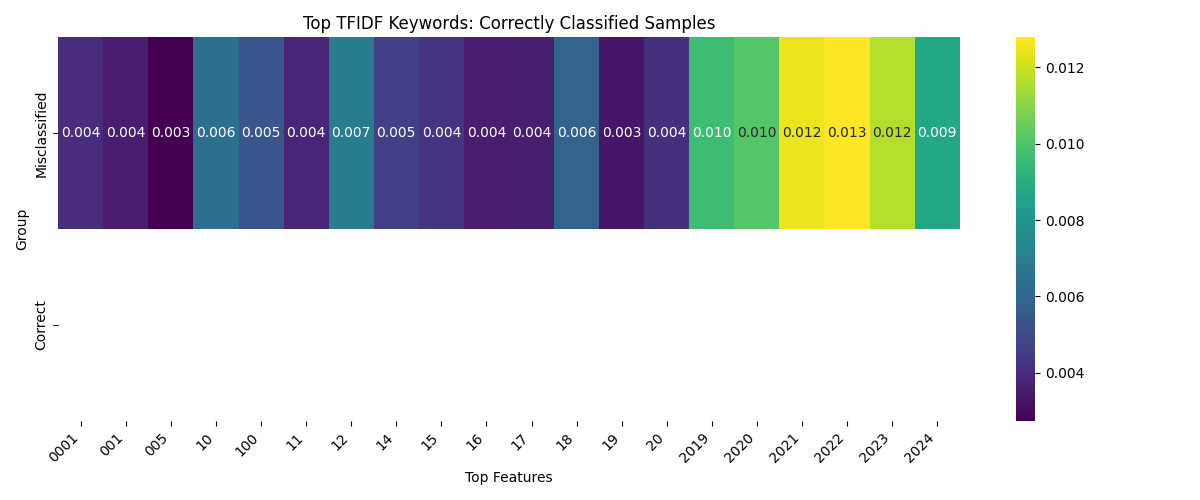 Top TFIDF Keywords: Correctly Classified Samples
Group
Misclassified
0.004 0.004 0.003 0.006 0.005 0.004 0.007 0.005 0.004 0.004 0.004 0.006 0.003 0.004 0.010 0.010 0.012 0.013 0.012 0.009
Correct
0001 001 005 10 100 11 12 14 15 16 17 18 19 20 2019 2020 2021 2022 2023 2024
Top Features
0.012
0.010
0.008
0.006
0.004